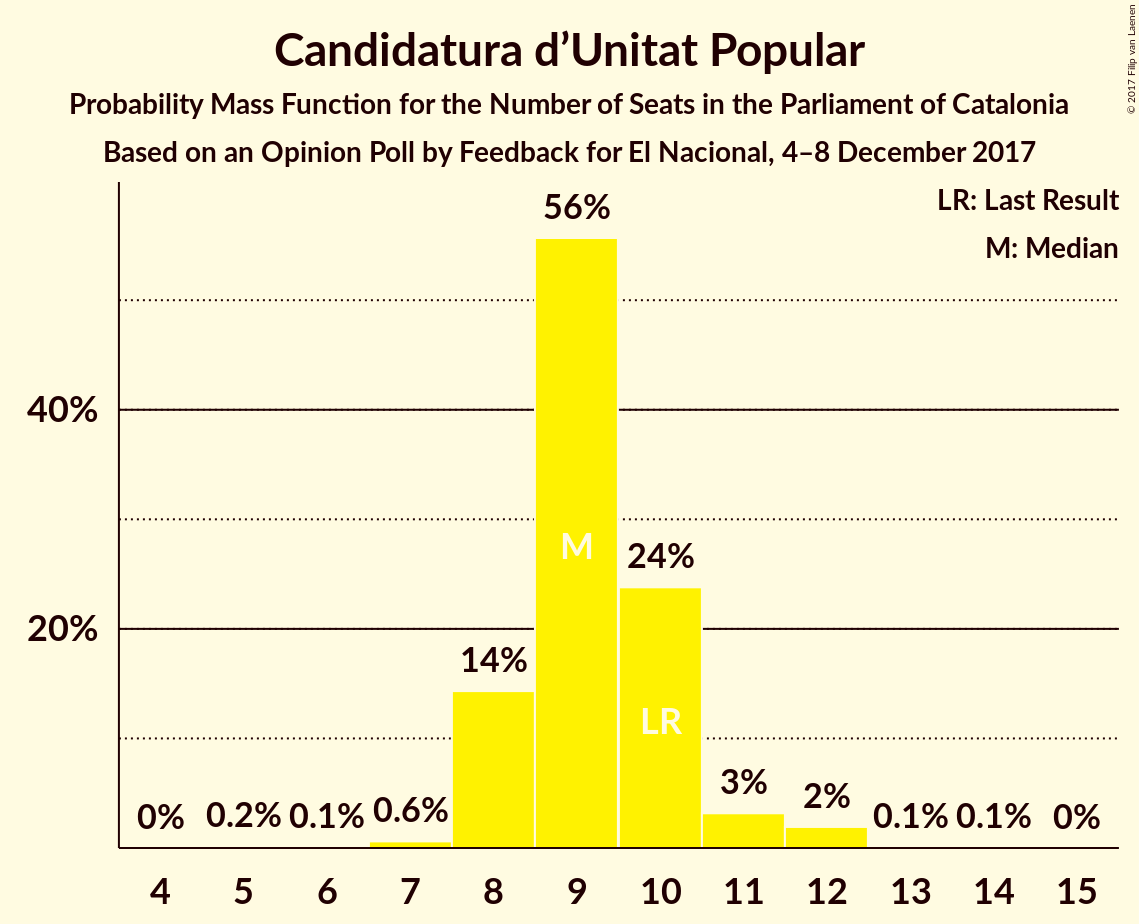 Candidatura d’Unitat Popular
Probability Mass Function for the Number of Seats in the Parliament of Catalonia
Based on an Opinion Poll by Feedback for El Nacional, 4–8 December 2017
© 2017 Filip van Laenen
LR: Last Result
M: Median
56%
40%
M
24%
20%
14%
LR
0%
0.2%
0.1%
0.6%
3%
2%
0.1%
0.1%
0%
4 5 6 7 8 9 10 11 12 13 14 15